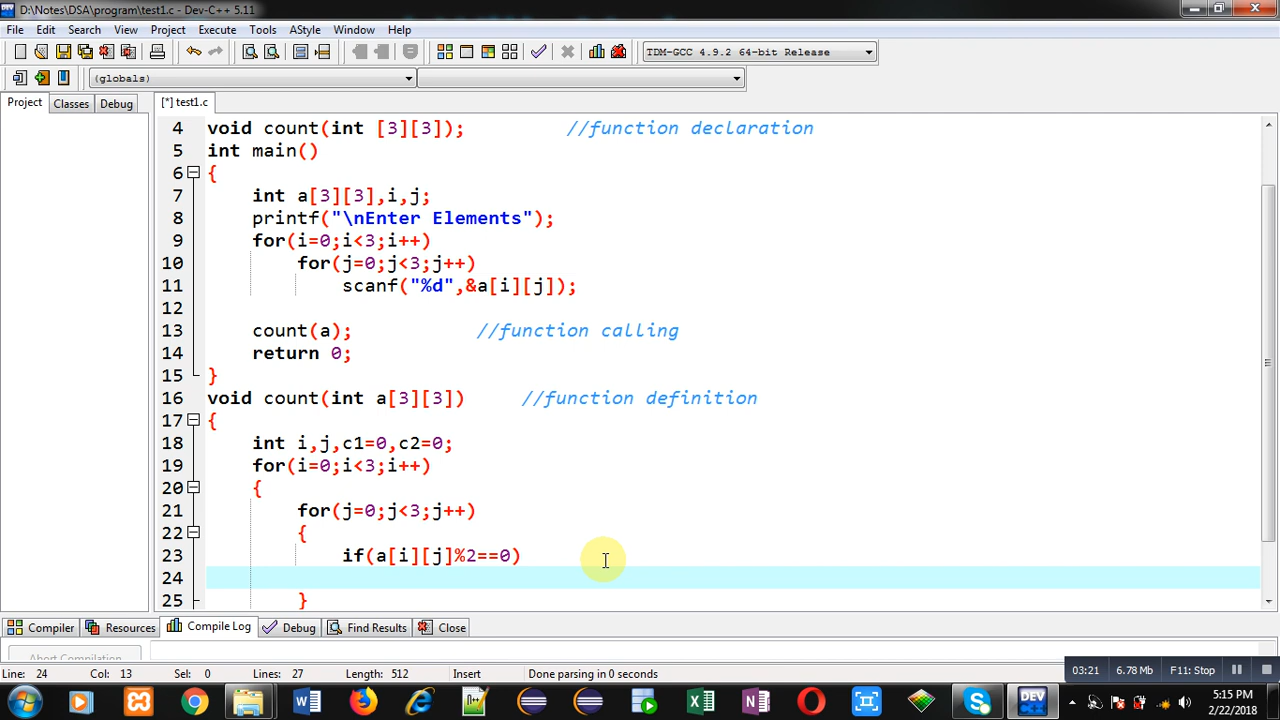 D:\Notes\DSA\program\test1.c - Dev-C++ 5.11
File Edit Search View Project Execute Tools AStyle Window Help
TDM-GCC 4.9.2 64-bit Release
(globals)
Project Classes Debug [*] test1.c
4 void count(int [3][3]); //function declaration
5 int main()
6 {
7 int a[3][3],i,j;
8 printf("\nEnter Elements");
9 for(i=0;i<3;i++)
10 for(j=0;j<3;j++)
11 scanf("%d",&a[i][j]);
12
13 count(a); //function calling
14 return 0;
15 }
16 void count(int a[3][3]) //function definition
17 {
18 int i,j,c1=0,c2=0;
19 for(i=0;i<3;i++)
20 {
21 for(j=0;j<3;j++)
22 {
23 if(a[i][j]%2==0)
24
25 }
Compiler Resources Compile Log Debug Find Results Close
Abort Compilation
Line: 24 Col: 13 Sel: 0 Lines: 27 Length: 512 Insert Done parsing in 0 seconds
03:21 6.78 Mb F11: Stop
5:15 PM
2/22/2018